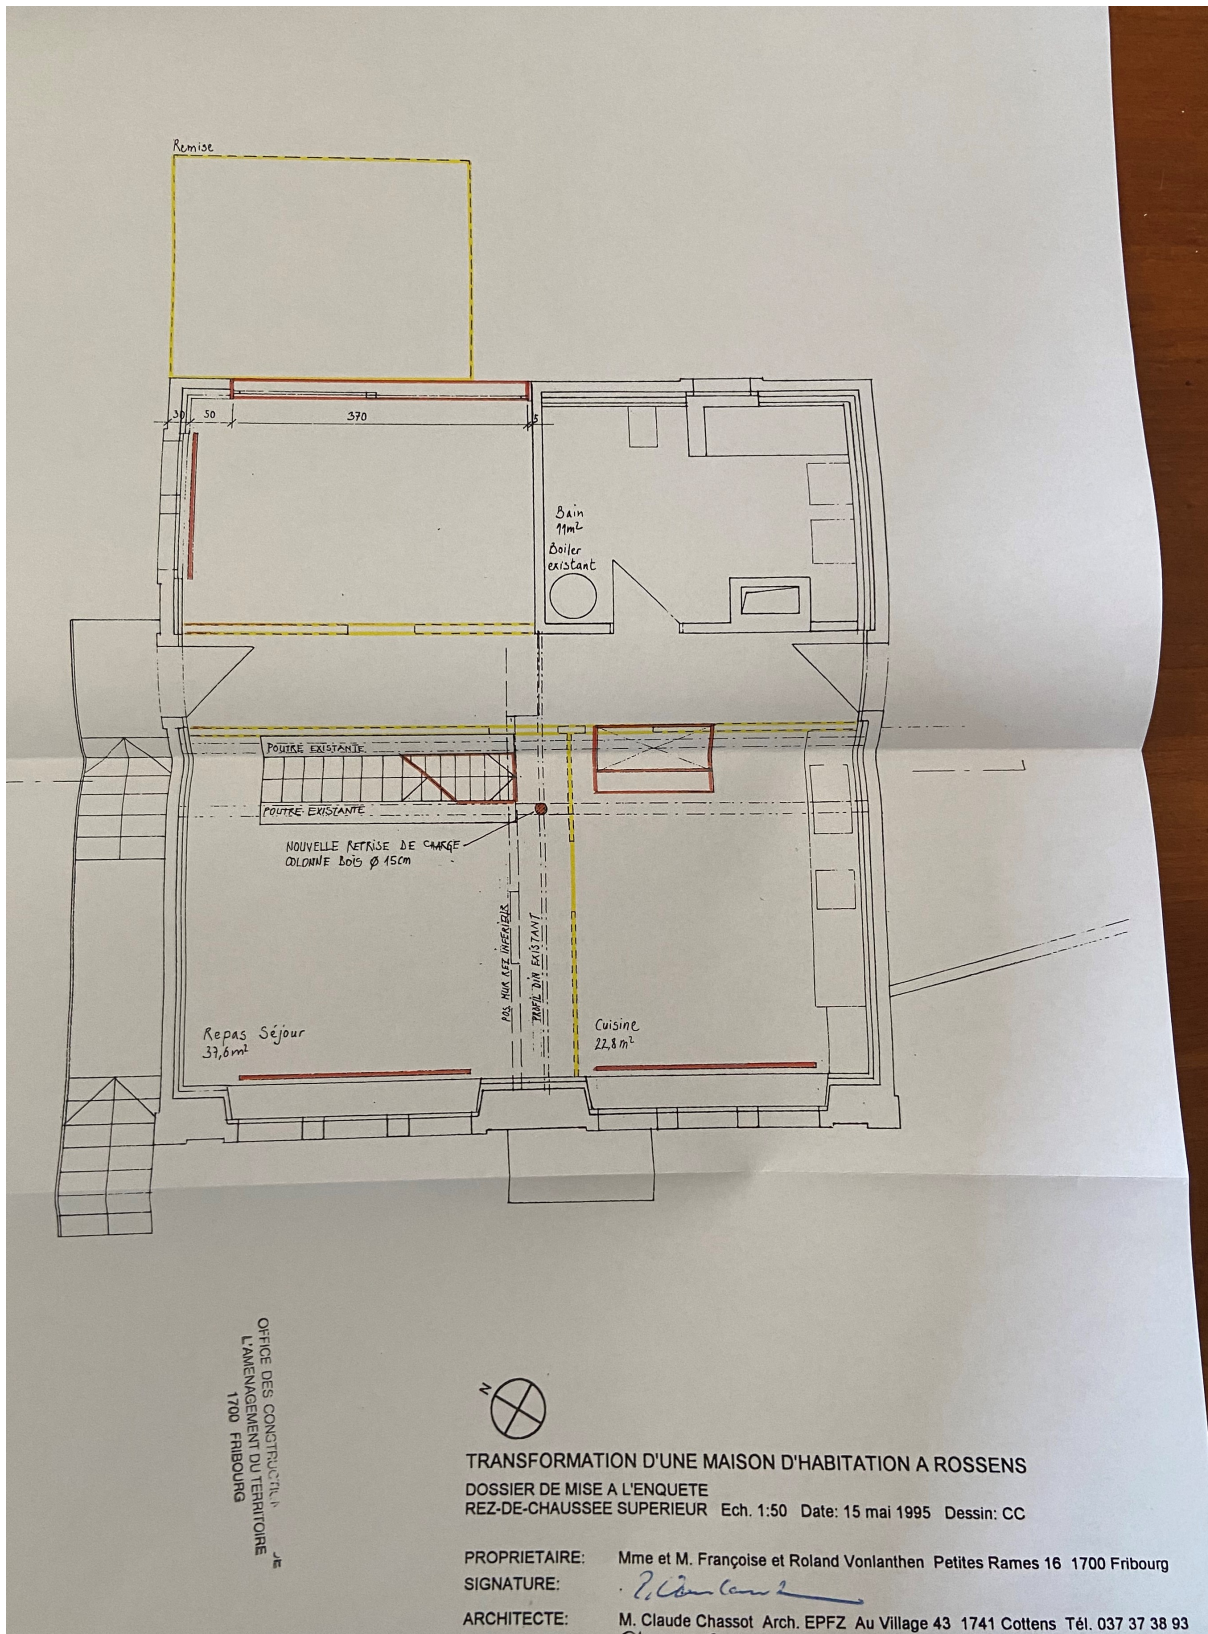 Remise
30 50 370 5
Bain
11m²
Boiler
existant
POUTRE EXISTANTE
POUTRE EXISTANTE
NOUVELLE REPRISE DE CHARGE
COLONNE BOIS Ø 15cm
POS MUR REZ INFERIEUR
PROFIL DIN EXISTANT
Repas Séjour
37,6m²
Cuisine
22,8m²
OFFICE DES
L'AMENAGEMENT DU TERRITOIRE
1700 FRIBOURG
N
TRANSFORMATION D'UNE MAISON D'HABITATION A ROSSENS
DOSSIER DE MISE A L'ENQUETE
REZ-DE-CHAUSSEE SUPERIEUR Ech. 1:50 Date: 15 mai 1995 Dessin: CC
PROPRIETAIRE: Mme et M. Françoise et Roland Vonlanthen Petites Rames 16 1700 Fribourg
SIGNATURE:
ARCHITECTE: M. Claude Chassot Arch. EPFZ Au Village 43 1741 Cottens Tél. 037 37 38 93